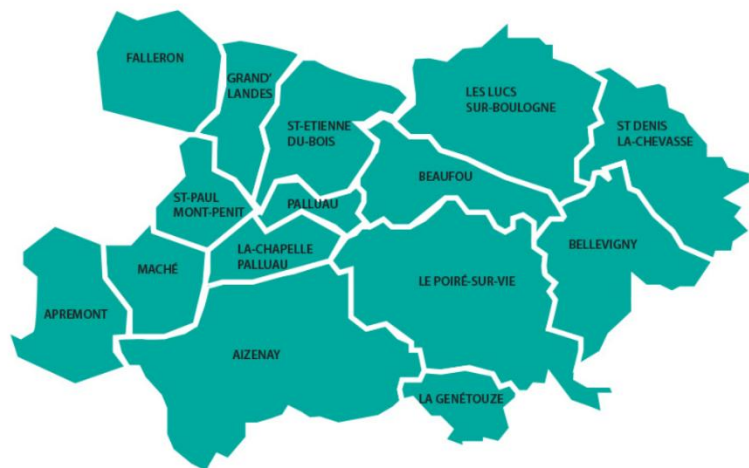 FALLERON
GRAND'
LANDES
ST-ETIENNE
DU-BOIS
LES LUCS
SUR-BOULOGNE
ST DENIS
LA-CHEVASSE
BEAUFOU
ST-PAUL
MONT-PENIT
PALLUAU
LA-CHAPELLE
PALLUAU
BELLEVIGNY
MACHÉ
LE POIRÉ-SUR-VIE
APREMONT
AIZENAY
LA GENÉTOUZE